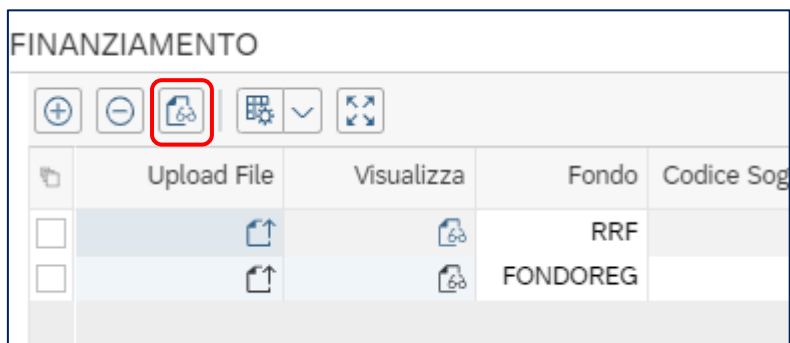 FINANZIAMENTO
Upload File Visualizza Fondo Codice Sog
RRF
FONDOREG